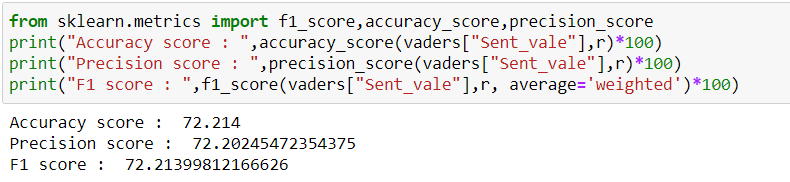 from sklearn.metrics import f1_score,accuracy_score,precision_score
print("Accuracy score : ",accuracy_score(vaders["Sent_vale"],r)*100)
print("Precision score : ",precision_score(vaders["Sent_vale"],r)*100)
print("F1 score : ",f1_score(vaders["Sent_vale"],r, average='weighted')*100)
Accuracy score :  72.214
Precision score :  72.20245472354375
F1 score :  72.21399812166626